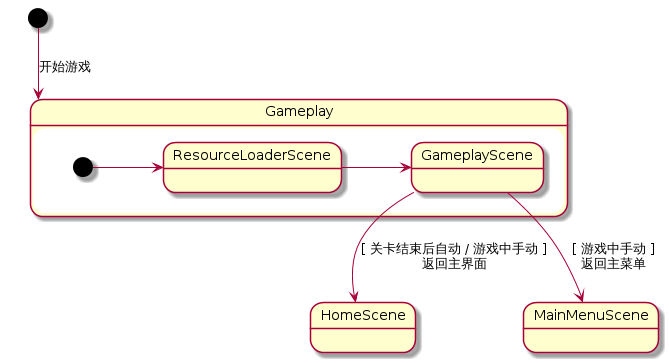 开始游戏
Gameplay
ResourceLoaderScene
GameplayScene
[ 关卡结束后自动 / 游戏中手动 ]
返回主界面
[ 游戏中手动 ]
返回主菜单
HomeScene
MainMenuScene